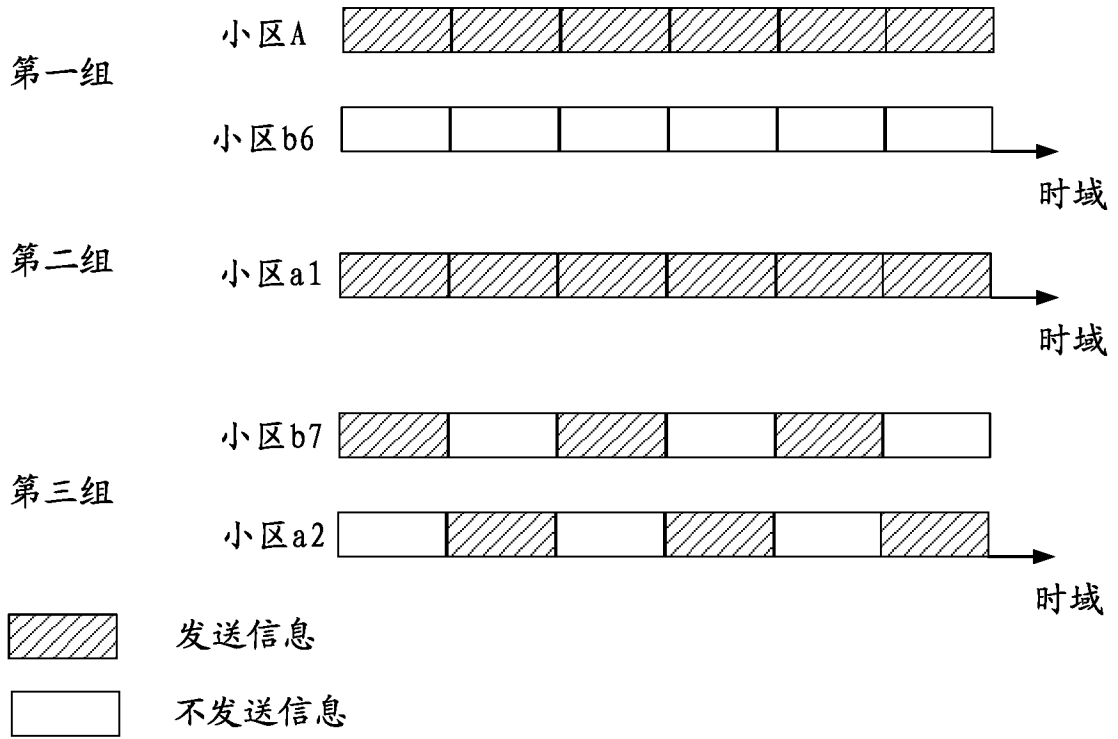 小区A
第一组
小区b6
时域
第二组
小区a1
时域
小区b7
第三组
小区a2
时域
发送信息
不发送信息